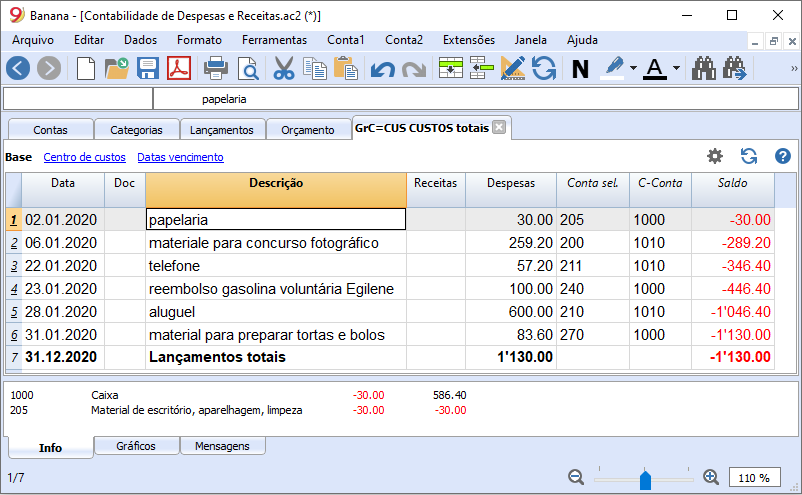 Banana - [Contabilidade de Despesas e Receitas.ac2 (*)]
Arquivo Editar Dados Formato Ferramentas Conta1 Conta2 Extensões Janela Ajuda
N A »
papelaria
Contas Categorias Lançamentos Orçamento GrC=CUS CUSTOS totais
Base Centro de custos Datas vencimento
Data Doc Descrição Receitas Despesas Conta sel. C-Conta Saldo
1 02.01.2020 papelaria 30.00 205 1000 -30.00
2 06.01.2020 materiale para concurso fotográfico 259.20 200 1010 -289.20
3 22.01.2020 telefone 57.20 211 1010 -346.40
4 23.01.2020 reembolso gasolina voluntária Egilene 100.00 240 1000 -446.40
5 28.01.2020 aluguel 600.00 210 1010 -1'046.40
6 31.01.2020 material para preparar tortas e bolos 83.60 270 1000 -1'130.00
7 31.12.2020 Lançamentos totais 1'130.00 -1'130.00
1000 Caixa -30.00 586.40
205 Material de escritório, aparelhagem, limpeza -30.00 -30.00
Info Gráficos Mensagens
1/7 110 %